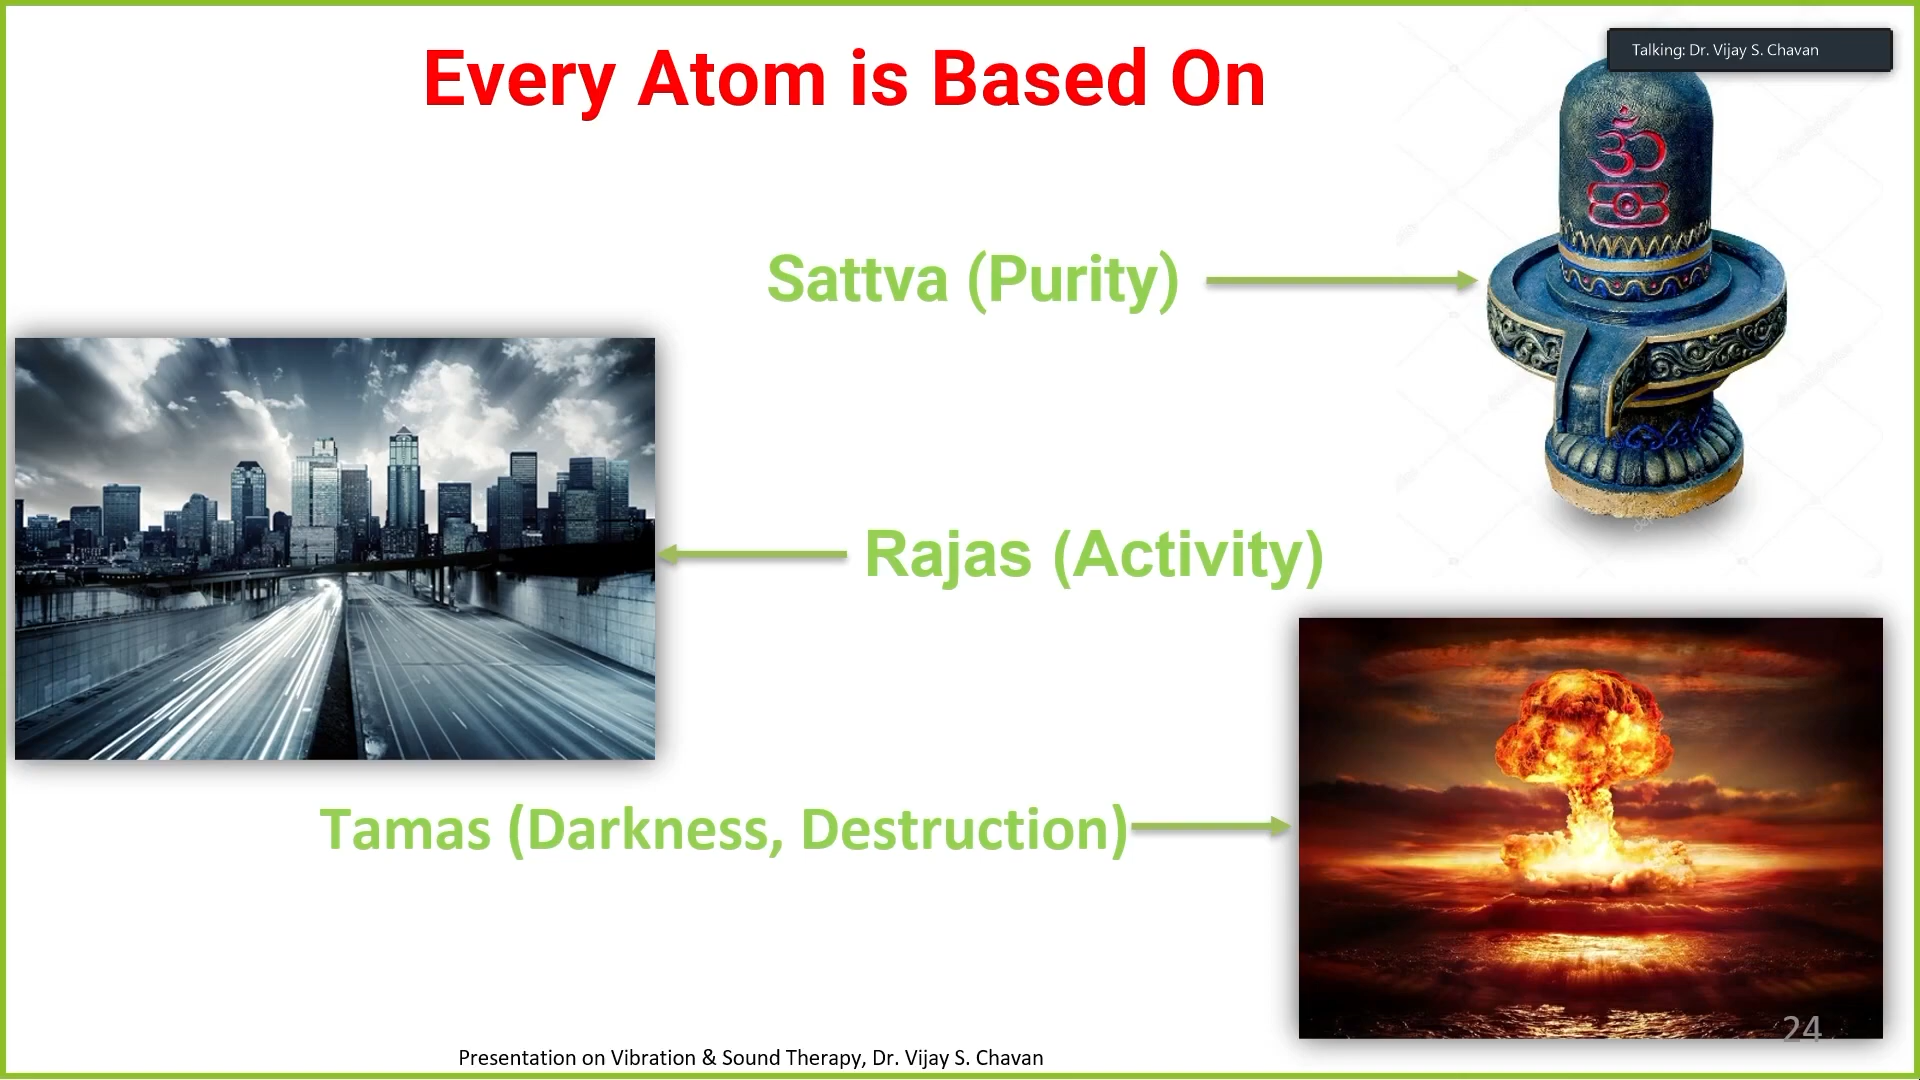 Every Atom is Based On
Talking: Dr. Vijay S. Chavan
ॐ
Sattva (Purity)
Rajas (Activity)
Tamas (Darkness, Destruction)
24
Presentation on Vibration & Sound Therapy, Dr. Vijay S. Chavan